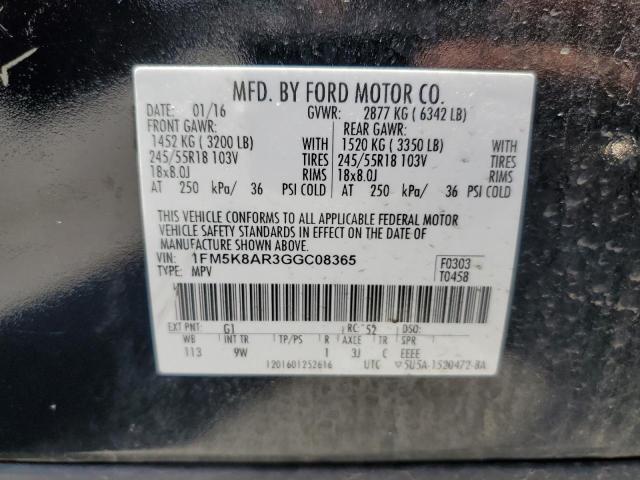 MFD. BY FORD MOTOR CO.
DATE: 01/16 GVWR: 2877 KG ( 6342 LB)
FRONT GAWR: REAR GAWR:
1452 KG ( 3200 LB) WITH 1520 KG ( 3350 LB) WITH
245/55R18 103V TIRES 245/55R18 103V TIRES
18x8.0J RIMS 18x8.0J RIMS
AT 250 kPa/ 36 PSI COLD AT 250 kPa/ 36 PSI COLD
THIS VEHICLE CONFORMS TO ALL APPLICABLE FEDERAL MOTOR
VEHICLE SAFETY STANDARDS IN EFFECT ON THE DATE OF
MANUFACTURE SHOWN ABOVE.
VIN: 1FM5K8AR3GGC08365 F0303
TYPE: MPV T0458
EXT PNT: G1 RC: 52 DSO:
WB INT TR TP/PS R AXLE TR SPR
113 9W 1 3J C EEEE
1201601252616 UTC ▽5U5A-1520472-BA